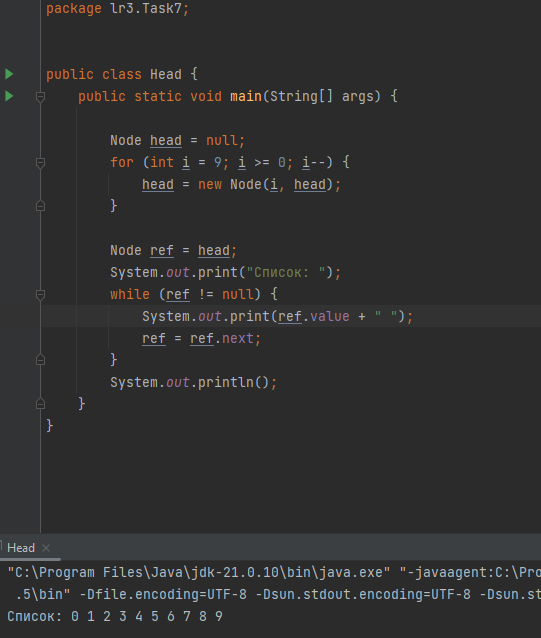 package lr3.Task7;
public class Head {
public static void main(String[] args) {
Node head = null;
for (int i = 9; i >= 0; i--) {
head = new Node(i, head);
}
Node ref = head;
System.out.print("Список: ");
while (ref != null) {
System.out.print(ref.value + " ");
ref = ref.next;
}
System.out.println();
}
}
Head ×
"C:\Program Files\Java\jdk-21.0.10\bin\java.exe" "-javaagent:C:\Pro
.5\bin" -Dfile.encoding=UTF-8 -Dsun.stdout.encoding=UTF-8 -Dsun.st
Список: 0 1 2 3 4 5 6 7 8 9